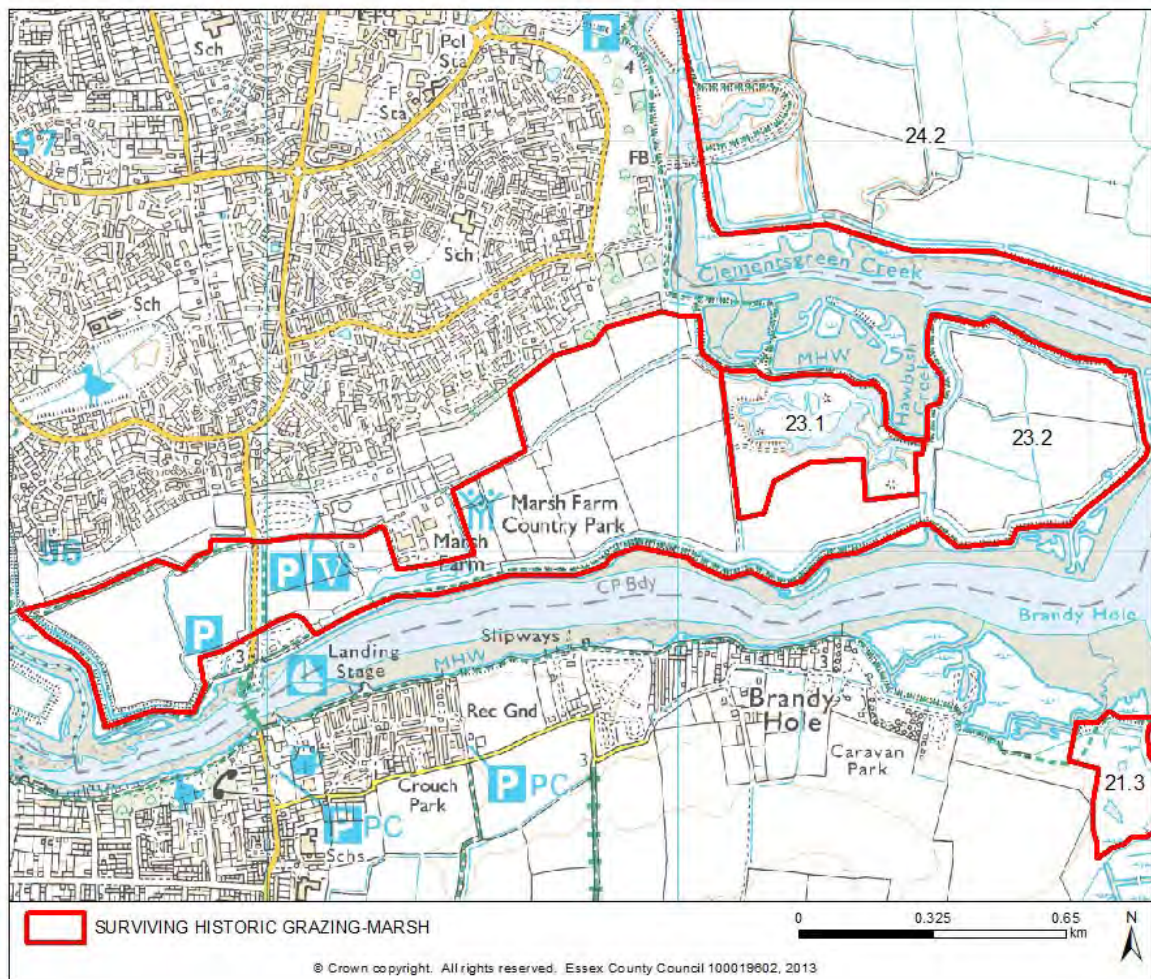 Sch
Pol
Sta
F
Sta
P
4
97
24.2
FB
Sch
Clementsgreen Creek
Sch
MHW
Hawbush
Creek
23.1
23.2
Marsh Farm
Country Park
Marsh
Farm
P V
P
3
CP Bdy
Brandy Hole
Slipways
Landing
Stage
MHW
3
3
Rec Gnd
Brandy
Hole
Caravan
Park
3
Crouch
Park
P PC
21.3
P PC
Schs
SURVIVING HISTORIC GRAZING-MARSH
0 0.325 0.65
km
N
© Crown copyright. All rights reserved. Essex County Council 100019602, 2013